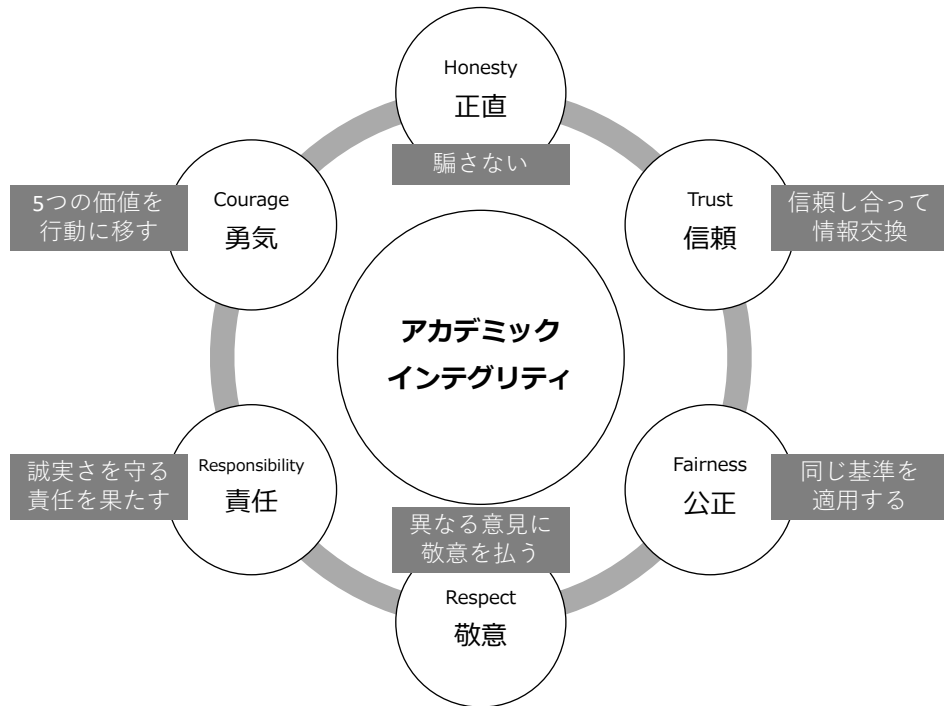 Honesty
正直
騙さない
Trust
信頼
信頼し合って
情報交換
Fairness
公正
同じ基準を
適用する
異なる意見に
敬意を払う
Respect
敬意
Responsibility
責任
誠実さを守る
責任を果たす
Courage
勇気
5つの価値を
行動に移す
アカデミック
インテグリティ